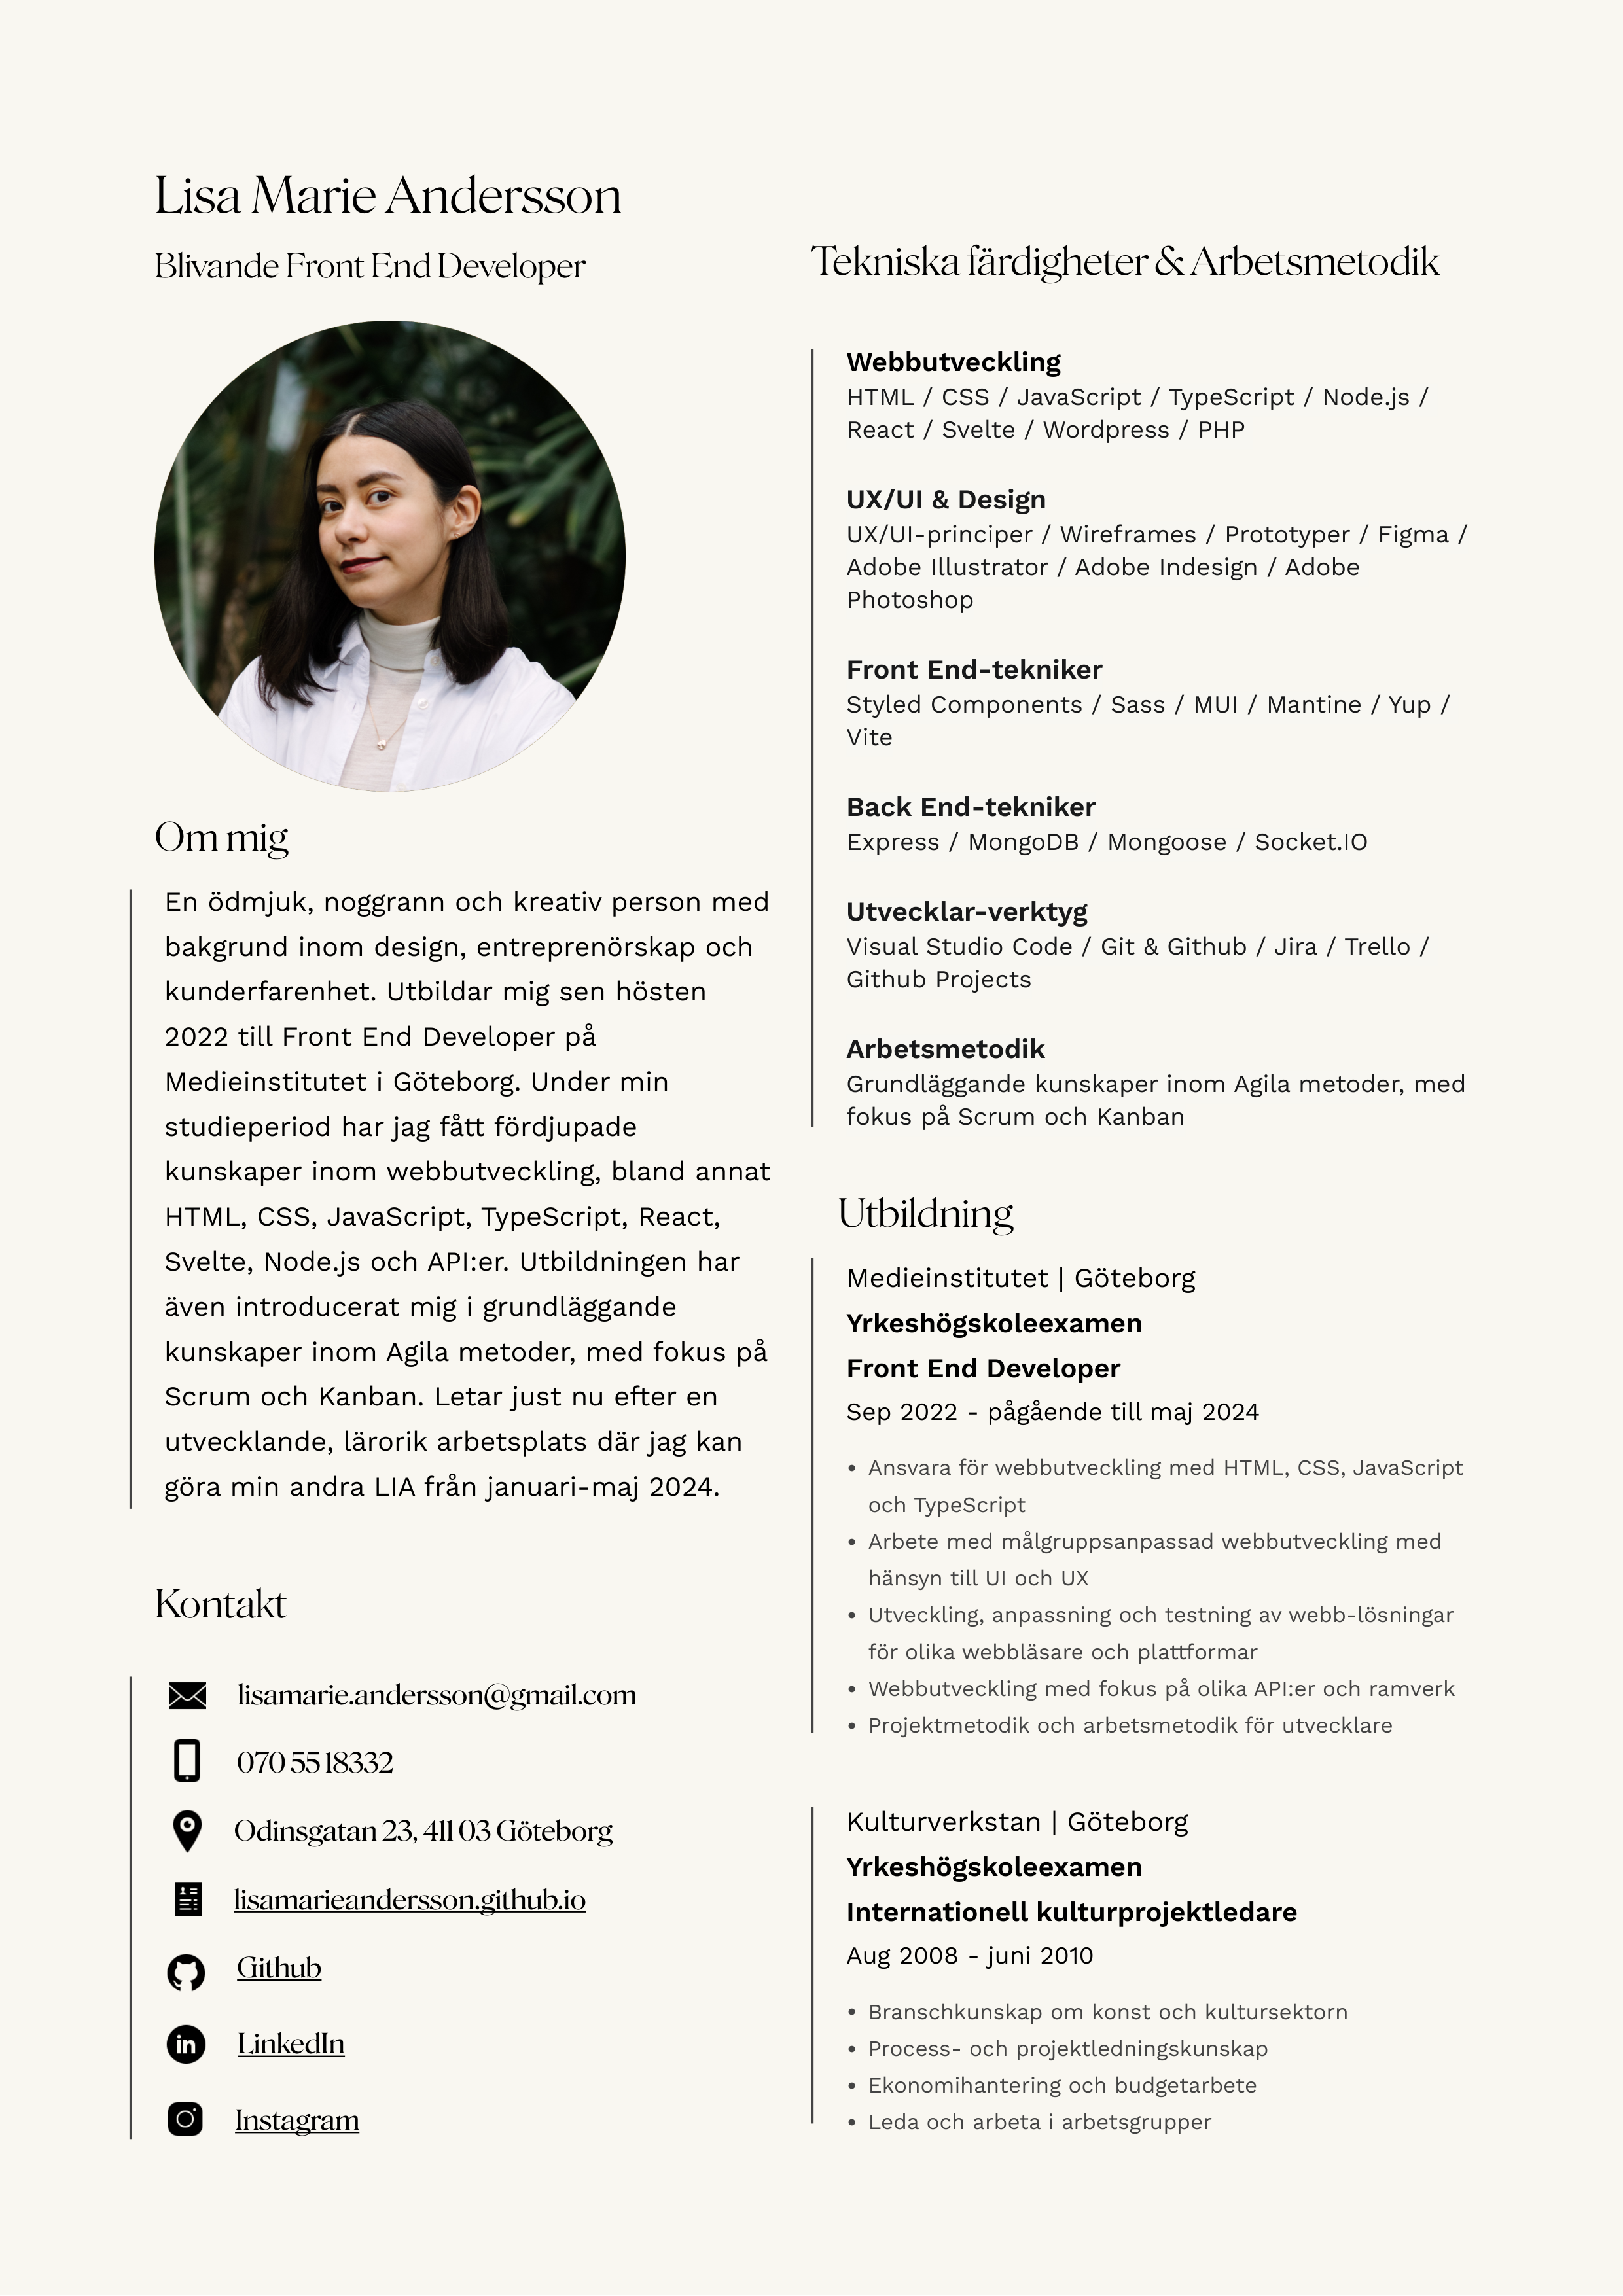 Lisa Marie Andersson
Blivande Front End Developer
Om mig
En ödmjuk, noggrann och kreativ person med
bakgrund inom design, entreprenörskap och
kunderfarenhet. Utbildar mig sen hösten
2022 till Front End Developer på
Medieinstitutet i Göteborg. Under min
studieperiod har jag fått fördjupade
kunskaper inom webbutveckling, bland annat
HTML, CSS, JavaScript, TypeScript, React,
Svelte, Node.js och API:er. Utbildningen har
även introducerat mig i grundläggande
kunskaper inom Agila metoder, med fokus på
Scrum och Kanban. Letar just nu efter en
utvecklande, lärorik arbetsplats där jag kan
göra min andra LIA från januari-maj 2024.
Kontakt
lisamarie.andersson@gmail.com
070 55 18332
Odinsgatan 23, 411 03 Göteborg
lisamarieandersson.github.io
Github
LinkedIn
in
Instagram
Tekniska färdigheter & Arbetsmetodik
Webbutveckling
HTML / CSS / JavaScript / TypeScript / Node.js /
React / Svelte / Wordpress / PHP
UX/UI & Design
UX/UI-principer / Wireframes / Prototyper / Figma /
Adobe Illustrator / Adobe Indesign / Adobe
Photoshop
Front End-tekniker
Styled Components / Sass / MUI / Mantine / Yup /
Vite
Back End-tekniker
Express / MongoDB / Mongoose / Socket.IO
Utvecklar-verktyg
Visual Studio Code / Git & Github / Jira / Trello /
Github Projects
Arbetsmetodik
Grundläggande kunskaper inom Agila metoder, med
fokus på Scrum och Kanban
Utbildning
Medieinstitutet | Göteborg
Yrkeshögskoleexamen
Front End Developer
Sep 2022 - pågående till maj 2024
• Ansvara för webbutveckling med HTML, CSS, JavaScript
och TypeScript
• Arbete med målgruppsanpassad webbutveckling med
hänsyn till UI och UX
• Utveckling, anpassning och testning av webb-lösningar
för olika webbläsare och plattformar
• Webbutveckling med fokus på olika API:er och ramverk
• Projektmetodik och arbetsmetodik för utvecklare
Kulturverkstan | Göteborg
Yrkeshögskoleexamen
Internationell kulturprojektledare
Aug 2008 - juni 2010
• Branschkunskap om konst och kultursektorn
• Process- och projektledningskunskap
• Ekonomihantering och budgetarbete
• Leda och arbeta i arbetsgrupper